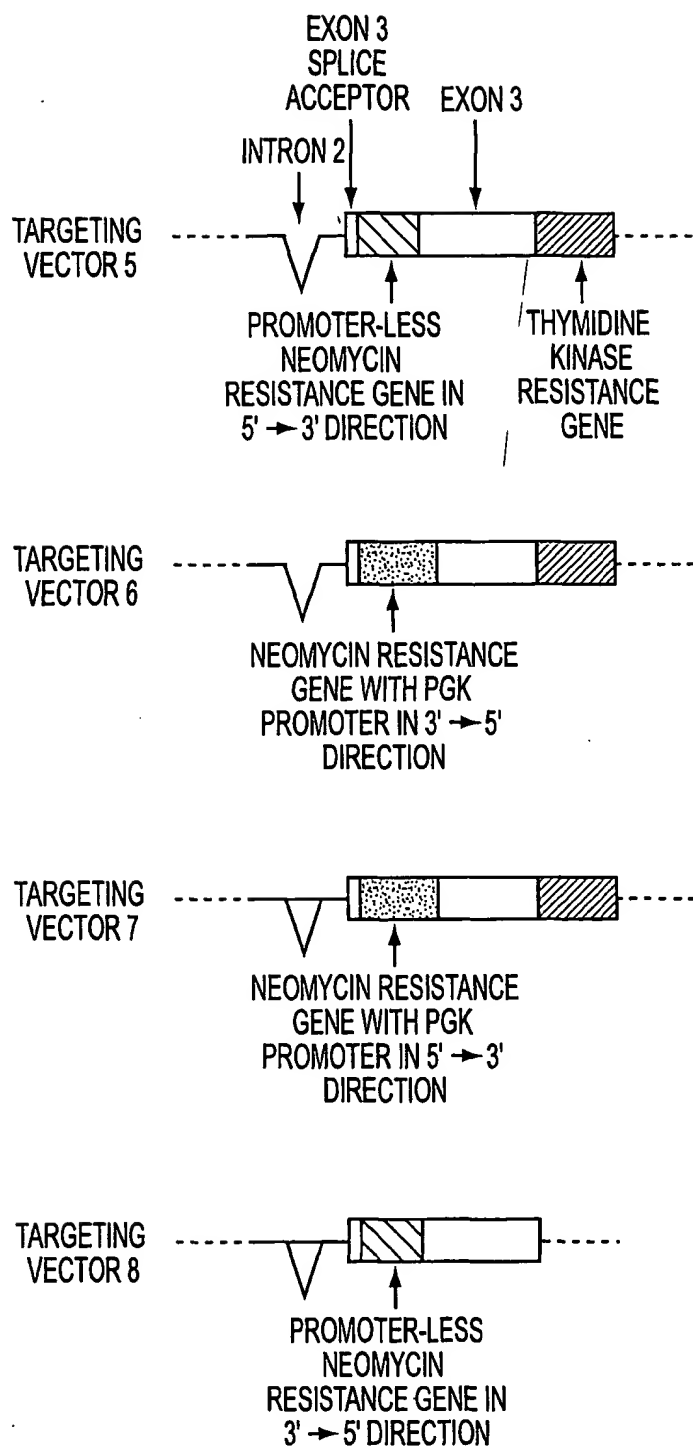 EXON 3
SPLICE
ACCEPTOR
EXON 3
INTRON 2
TARGETING
VECTOR 5
PROMOTER-LESS
NEOMYCIN
RESISTANCE GENE IN
5' → 3' DIRECTION
THYMIDINE
KINASE
RESISTANCE
GENE
TARGETING
VECTOR 6
NEOMYCIN RESISTANCE
GENE WITH PGK
PROMOTER IN 3' → 5'
DIRECTION
TARGETING
VECTOR 7
NEOMYCIN RESISTANCE
GENE WITH PGK
PROMOTER IN 5' → 3'
DIRECTION
TARGETING
VECTOR 8
PROMOTER-LESS
NEOMYCIN
RESISTANCE GENE IN
3' → 5' DIRECTION